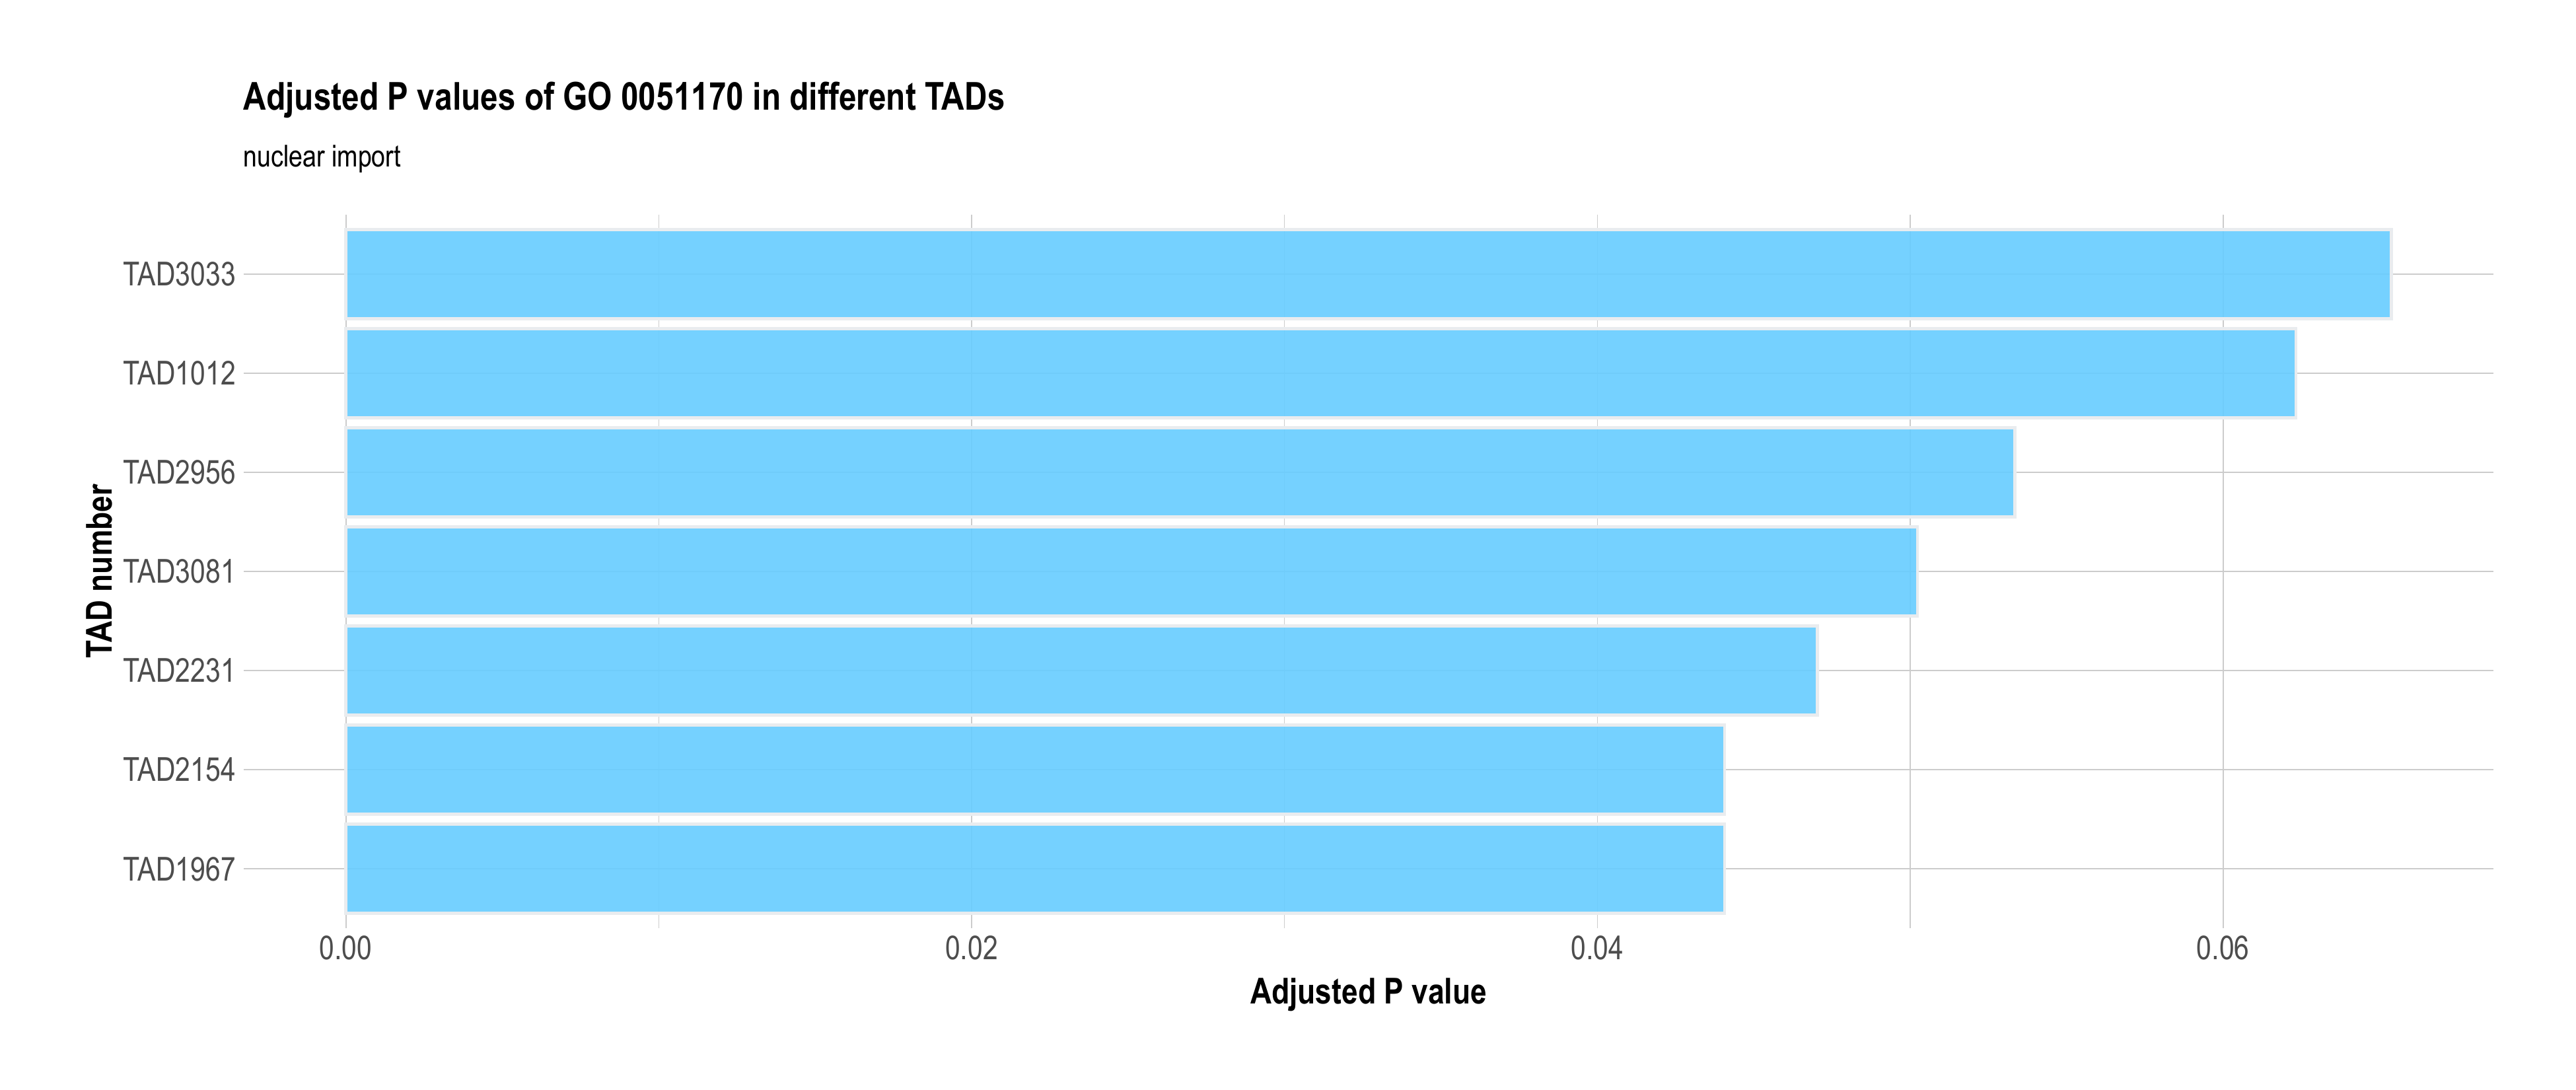 Adjusted P values of GO 0051170 in different TADs
nuclear import
TAD number
TAD3033
TAD1012
TAD2956
TAD3081
TAD2231
TAD2154
TAD1967
0.00 0.02 0.04 0.06
Adjusted P value